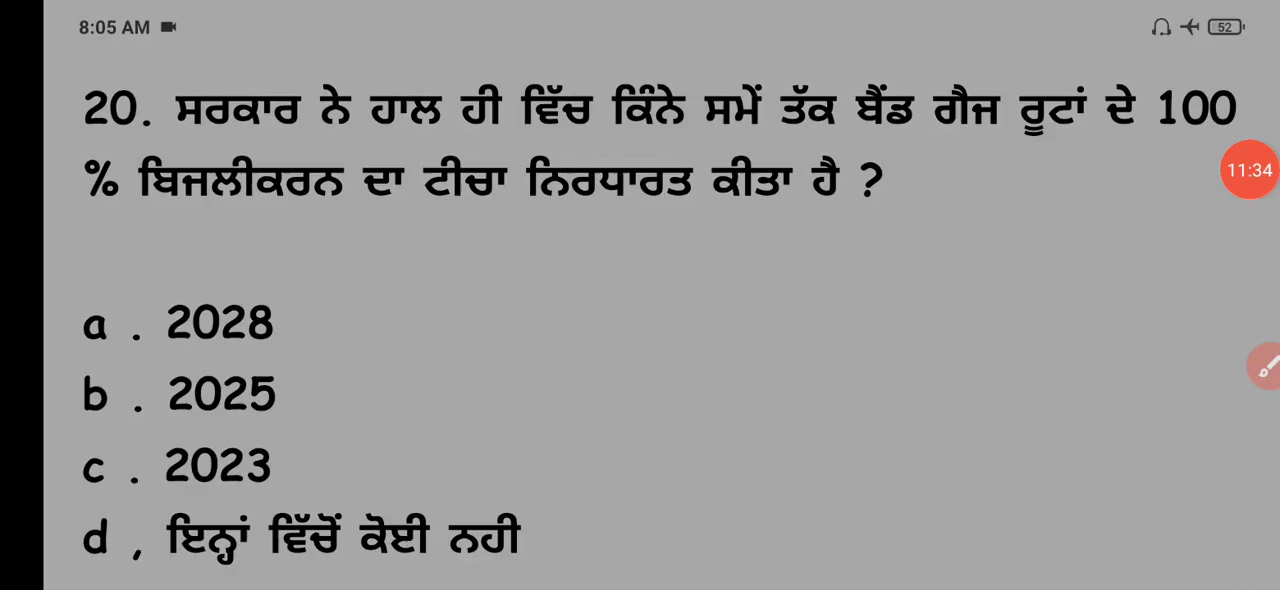 8:05 AM
52
20. ਸਰਕਾਰ ਨੇ ਹਾਲ ਹੀ ਵਿੱਚ ਕਿੰਨੇ ਸਮੇਂ ਤੱਕ ਬੈਂਡ ਗੈਜ ਰੂਟਾਂ ਦੇ 100
% ਬਿਜਲੀਕਰਨ ਦਾ ਟੀਚਾ ਨਿਰਧਾਰਤ ਕੀਤਾ ਹੈ ?
11:34
a . 2028
b . 2025
c . 2023
d , ਇਨ੍ਹਾਂ ਵਿੱਚੋਂ ਕੋਈ ਨਹੀ